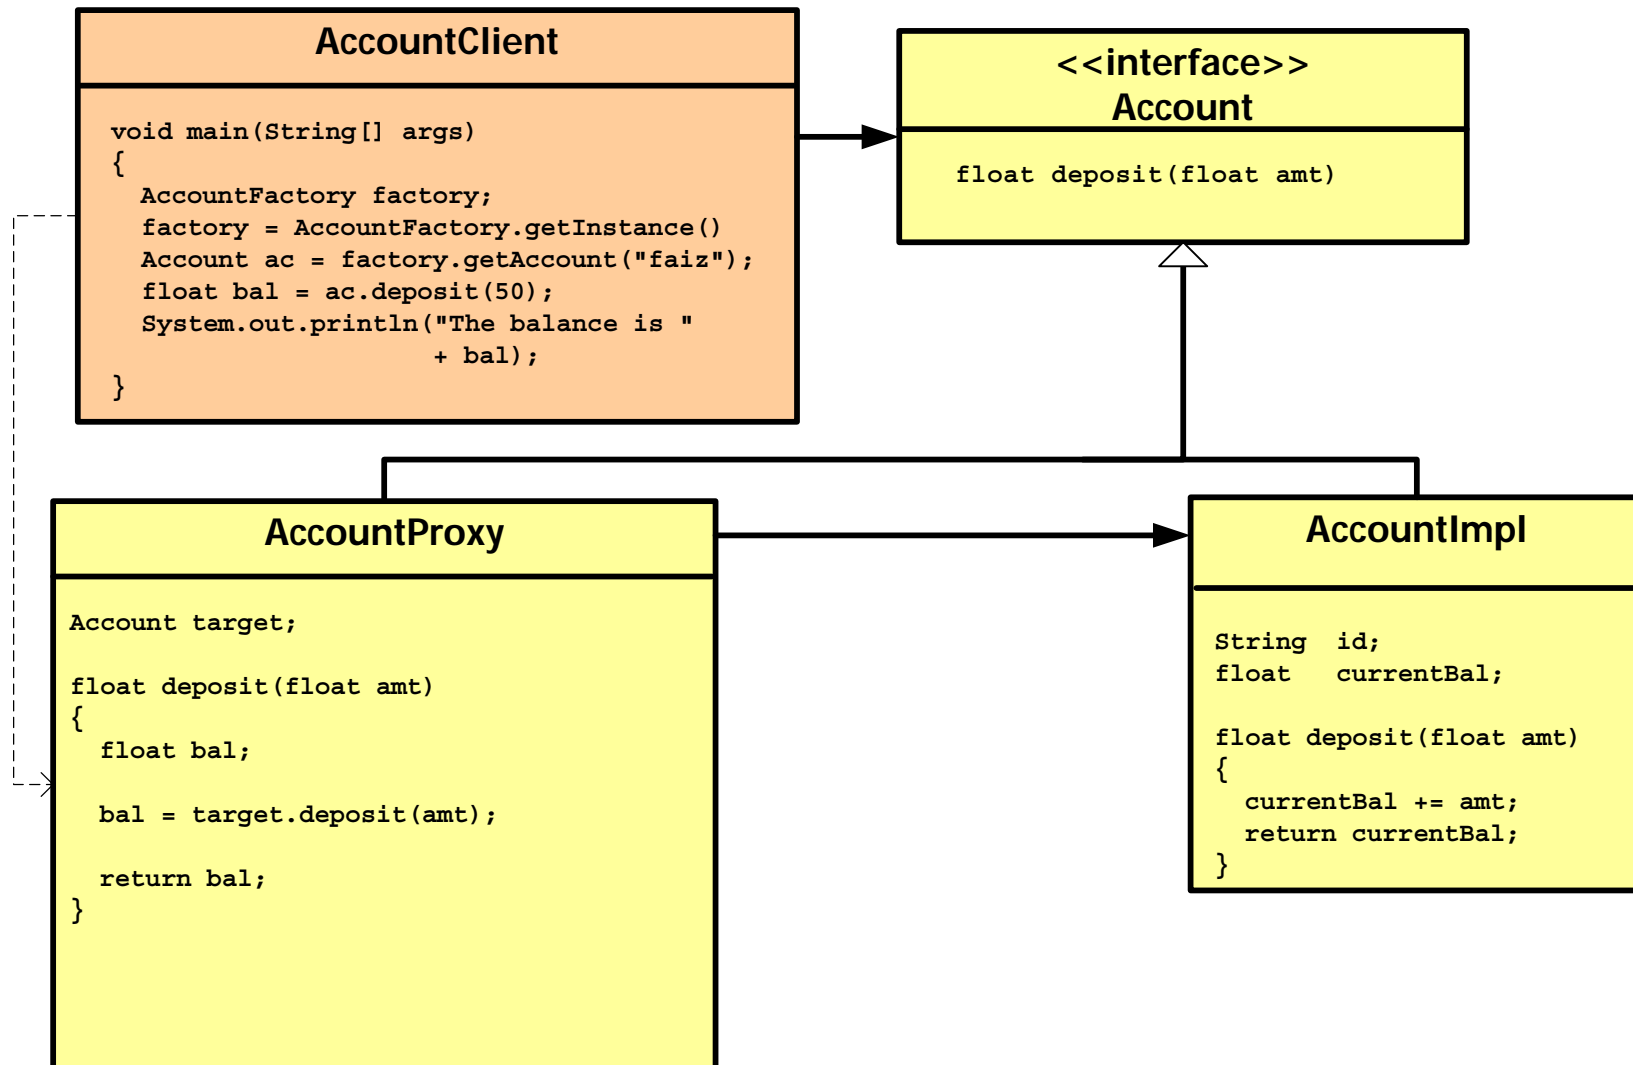 AccountClient
void main(String[] args)
{
AccountFactory factory;
factory = AccountFactory.getInstance()
Account ac = factory.getAccount("faiz");
float bal = ac.deposit(50);
System.out.println("The balance is "
+ bal);
}
<<interface>>
Account
float deposit(float amt)
AccountProxy
Account target;
float deposit(float amt)
{
float bal;
bal = target.deposit(amt);
return bal;
}
AccountImpl
String id;
float currentBal;
float deposit(float amt)
{
currentBal += amt;
return currentBal;
}